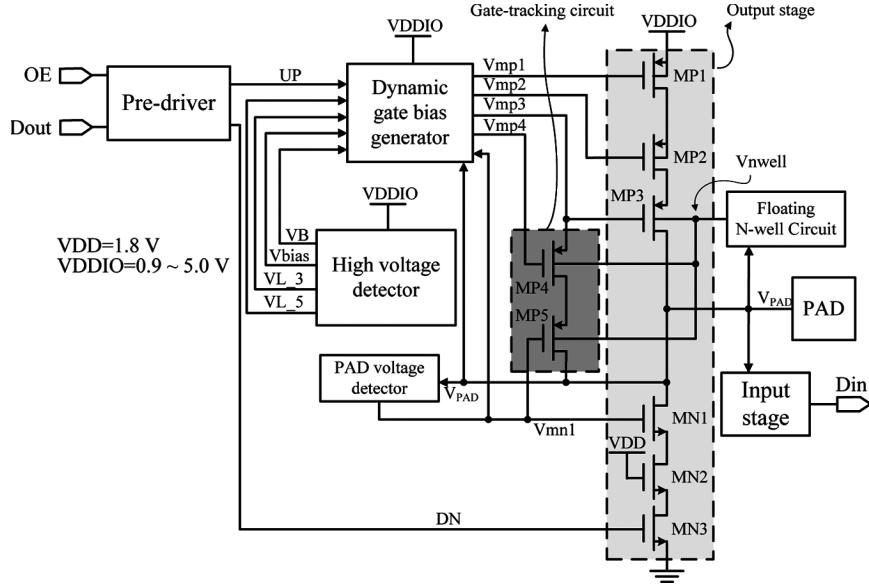 Gate-tracking circuit
VDDIO
Output stage
VDDIO
OE
Dout
Pre-driver
UP
Dynamic
gate bias
generator
Vmp1
Vmp2
Vmp3
Vmp4
MP1
MP2
MP3
Vnwell
Floating
N-well Circuit
VDDIO
VDD=1.8 V
VDDIO=0.9 ~ 5.0 V
VB
Vbias
VL_3
VL_5
High voltage
detector
MP4
MP5
VPAD
PAD
PAD voltage
detector
VPAD
Vmn1
MN1
Input
stage
Din
VDD
MN2
DN
MN3